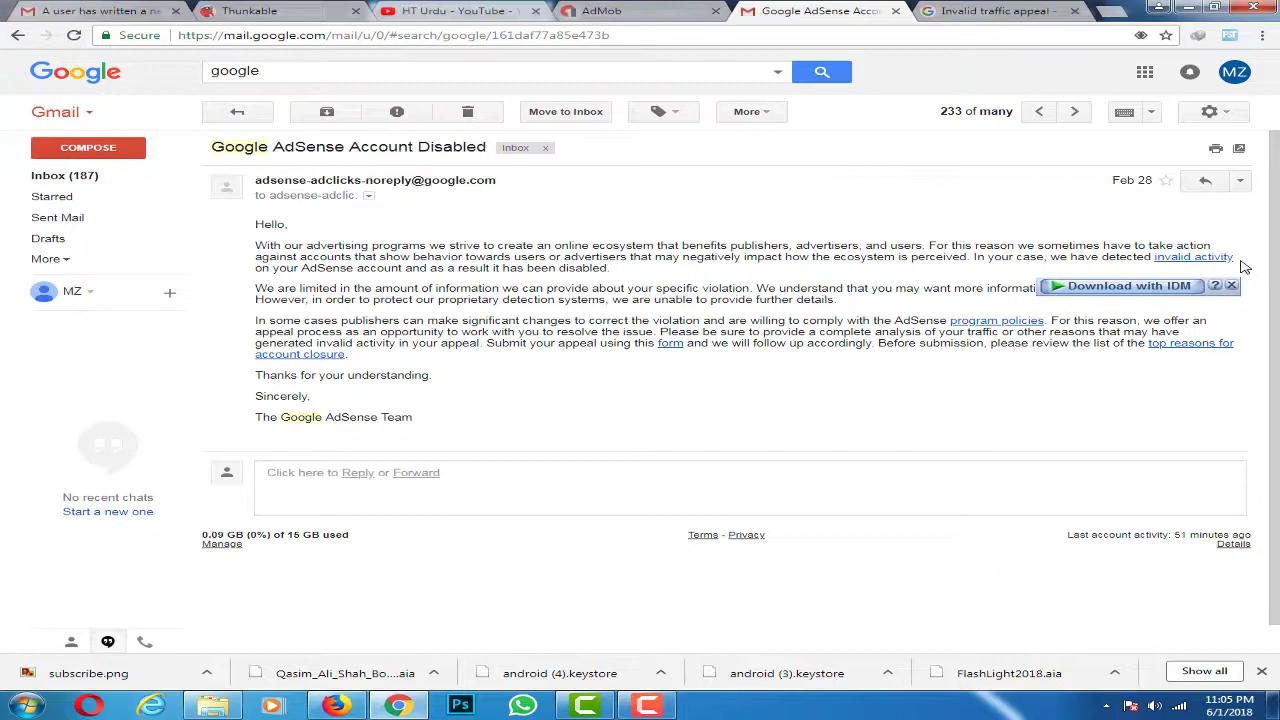 A user has written a ne
Thunkable
HT Urdu - YouTube -
AdMob
Google AdSense Accou
Invalid traffic appeal -
Secure
https://mail.google.com/mail/u/0/#search/google/161daf77a85e473b
FST
Google
google
MZ
Gmail
Move to Inbox
More
233 of many
COMPOSE
Google AdSense Account Disabled
Inbox x
Inbox (187)
Starred
Sent Mail
Drafts
More
MZ
adsense-adclicks-noreply@google.com
to adsense-adclic.
Feb 28
Hello,
With our advertising programs we strive to create an online ecosystem that benefits publishers, advertisers, and users. For this reason we sometimes have to take action
against accounts that show behavior towards users or advertisers that may negatively impact how the ecosystem is perceived. In your case, we have detected invalid activity
on your AdSense account and as a result it has been disabled.
We are limited in the amount of information we can provide about your specific violation. We understand that you may want more informati
However, in order to protect our proprietary detection systems, we are unable to provide further details.
Download with IDM ?
In some cases publishers can make significant changes to correct the violation and are willing to comply with the AdSense program policies. For this reason, we offer an
appeal process as an opportunity to work with you to resolve the issue. Please be sure to provide a complete analysis of your traffic or other reasons that may have
generated invalid activity in your appeal. Submit your appeal using this form and we will follow up accordingly. Before submission, please review the list of the top reasons for
account closure.
Thanks for your understanding.
Sincerely,
The Google AdSense Team
Click here to Reply or Forward
No recent chats
Start a new one
0.09 GB (0%) of 15 GB used
Manage
Terms - Privacy
Last account activity: 51 minutes ago
Details
subscribe.png
Qasim_Ali_Shah_Bo....aia
android (4).keystore
android (3).keystore
FlashLight2018.aia
Show all
Ps
11:05 PM
6/1/2018